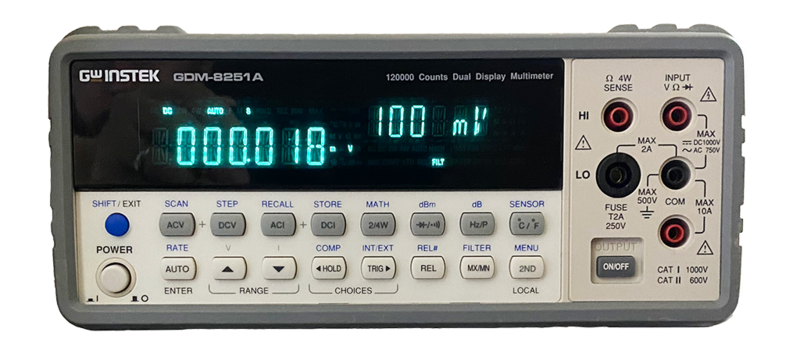 GWINSTEK GDM-8251A
120000 Counts Dual Display Multimeter
DC AUTO S
000.018 m V
100 mV
FILT
SHIFT / EXIT
SCAN STEP RECALL STORE MATH dBm dB SENSOR
ACV + DCV ACI + DCI 2/4W Hz/P °C / °F
POWER
RATE V I COMP INT/EXT REL# FILTER MENU
AUTO HOLD TRIG REL MX/MN 2ND
ENTER RANGE CHOICES LOCAL
I O
Ω 4W
SENSE
INPUT
V Ω
HI
MAX
DC1000V
AC 750V
MAX
2A
LO
MAX
500V
COM
MAX
10A
FUSE
T2A
250V
OUTPUT
ON/OFF
CAT I 1000V
CAT II 600V